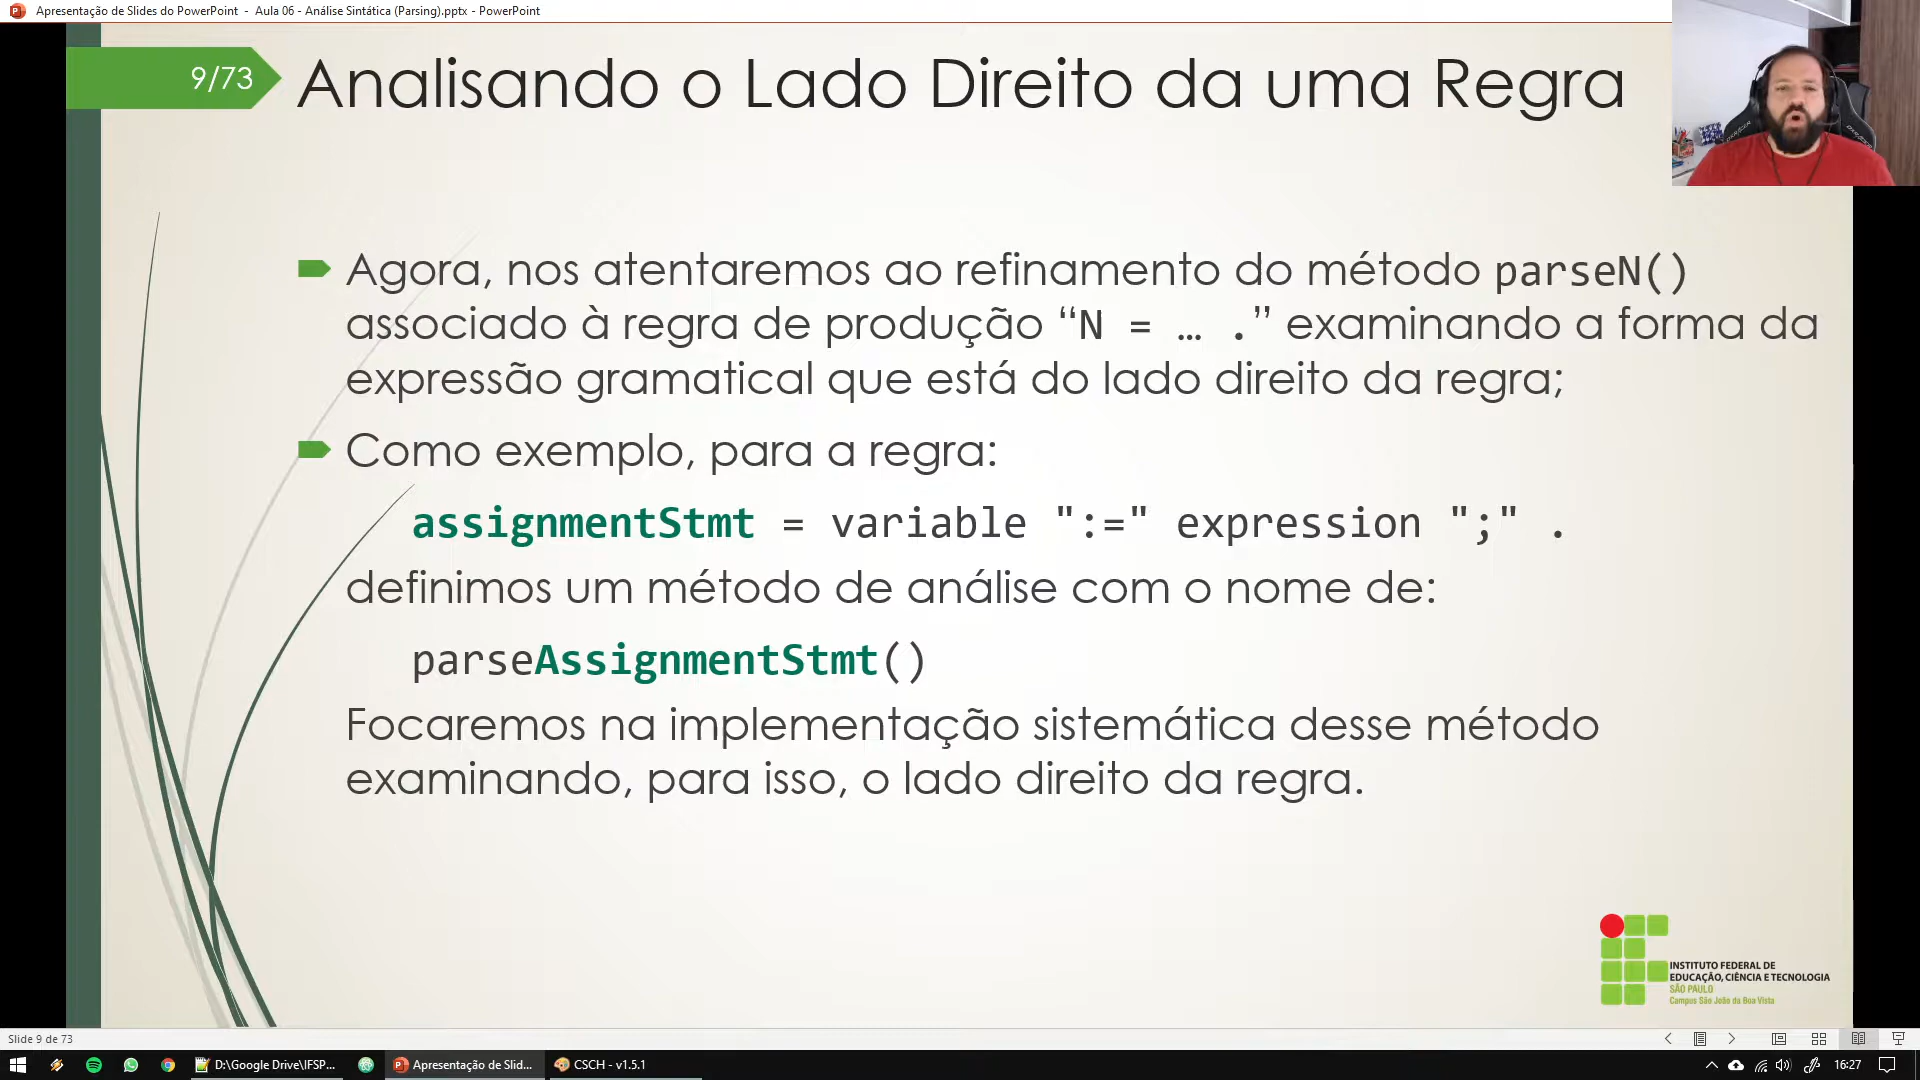 Apresentação de Slides do PowerPoint - Aula 06 - Análise Sintática (Parsing).pptx - PowerPoint
9/73
Analisando o Lado Direito da uma Regra
Agora, nos atentaremos ao refinamento do método parseN()
associado à regra de produção “N = … .” examinando a forma da
expressão gramatical que está do lado direito da regra;
Como exemplo, para a regra:
assignmentStmt = variable ":=" expression ";" .
definimos um método de análise com o nome de:
parseAssignmentStmt()
Focaremos na implementação sistemática desse método
examinando, para isso, o lado direito da regra.
INSTITUTO FEDERAL DE
EDUCAÇÃO, CIÊNCIA E TECNOLOGIA
SÃO PAULO
Campus São João da Boa Vista
Slide 9 de 73
D:\Google Drive\IFSP...
Apresentação de Slid...
CSCH - v1.5.1
16:27